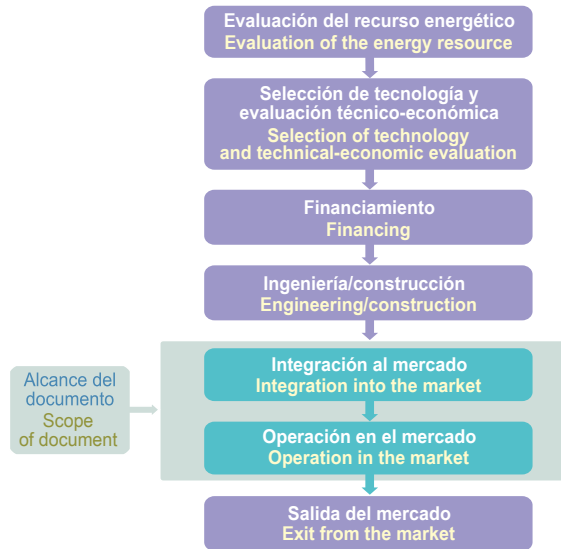 Evaluación del recurso energético
Evaluation of the energy resource
Selección de tecnología y
evaluación técnico-económica
Selection of technology
and technical-economic evaluation
Financiamiento
Financing
Ingeniería/construcción
Engineering/construction
Alcance del
documento
Scope
of document
Integración al mercado
Integration into the market
Operación en el mercado
Operation in the market
Salida del mercado
Exit from the market